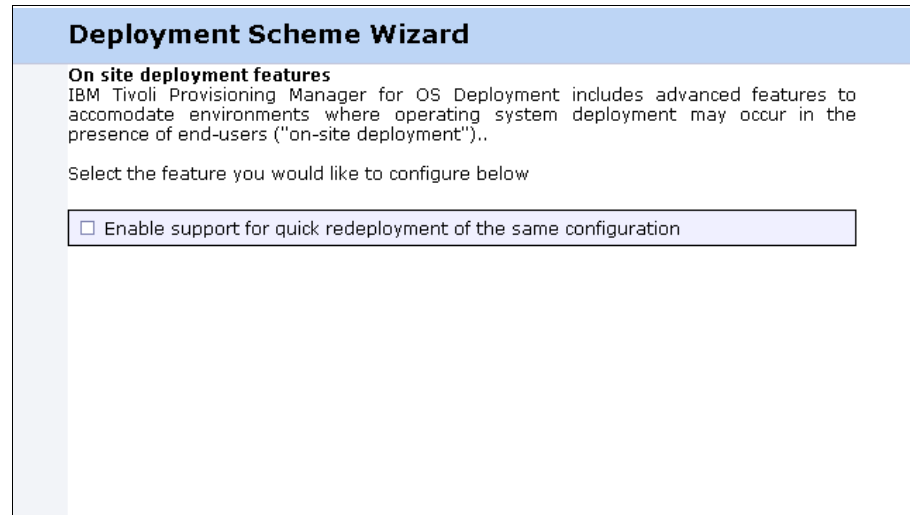 Deployment Scheme Wizard
On site deployment features
IBM Tivoli Provisioning Manager for OS Deployment includes advanced features to
accomodate environments where operating system deployment may occur in the
presence of end-users ("on-site deployment")..
Select the feature you would like to configure below
Enable support for quick redeployment of the same configuration